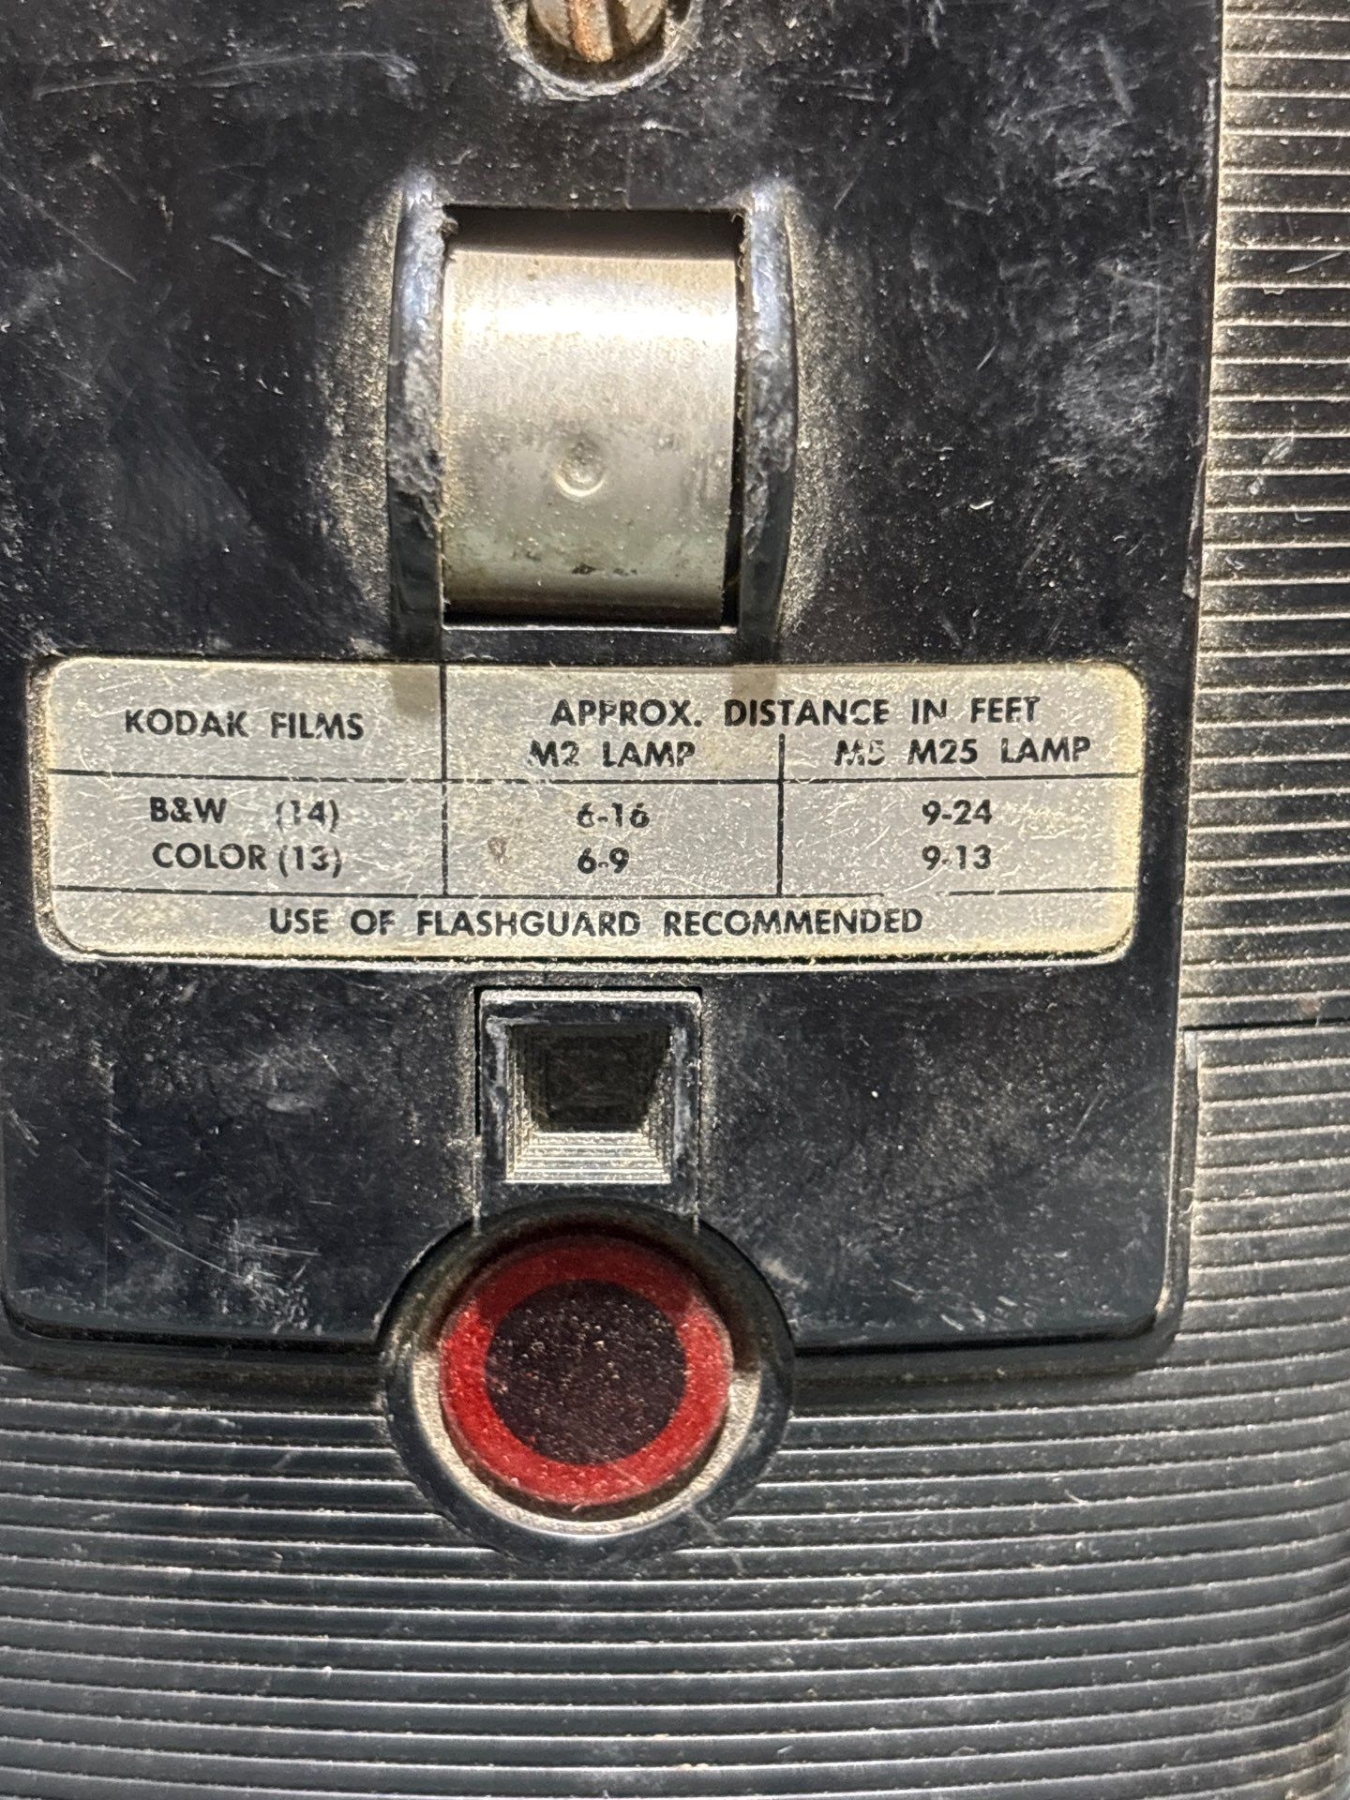 KODAK FILMS
APPROX. DISTANCE IN FEET
M2 LAMP M5 M25 LAMP
B&W (14) 6-16 9-24
COLOR (13) 6-9 9-13
USE OF FLASHGUARD RECOMMENDED